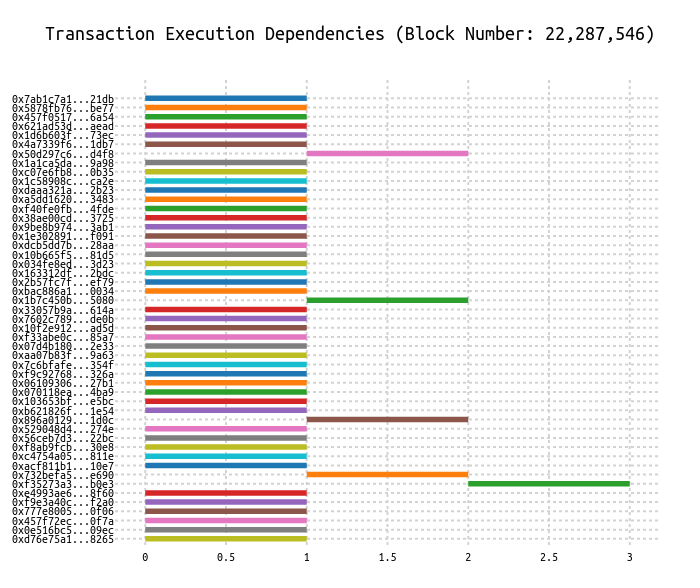 Transaction Execution Dependencies (Block Number: 22,287,546)
0x7ab1c7a1...21db
0x5878fb76...be77
0x457f0517...6a54
0x621ad53d...aead
0x1d6b603f...73ec
0x4a7339f6...1db7
0x50d297c6...d4f8
0x1a1ca5da...9a98
0xc07e6fb8...0b35
0x1c58908c...ca2e
0xdaaa321a...2b23
0xa5dd1620...3483
0xf40fe0fb...4fde
0x38ae00cd...3725
0x9be8b974...3ab1
0x1e302891...f091
0xdcb5dd7b...28aa
0x10b665f5...81d5
0x034fe8ed...3d23
0x163312df...2bdc
0x2b57fc7f...ef79
0xbac886a1...0034
0x1b7c450b...5080
0x33057b9a...614a
0x7602c789...de0b
0x10f2e912...ad5d
0xf33abe0c...85a7
0x07d4b180...2e33
0xaa07b83f...9a63
0x7c6bfafe...354f
0xf9c92768...326a
0x06109306...27b1
0x070118ea...4ba9
0x103653bf...e5bc
0xb621826f...1e54
0x896a0129...1d0c
0x529048d4...274e
0x56ceb7d3...22bc
0xf8ab9fcb...30e8
0xc4754a05...811e
0xacf811b1...10e7
0x732befa5...e690
0xf35273a3...b0e3
0xe4993ae6...8f60
0xf9e3a40c...f2a0
0x777e8005...0f06
0x457f72ec...0f7a
0x0e516bc5...09ec
0xd76e75a1...8265
0 0.5 1 1.5 2 2.5 3